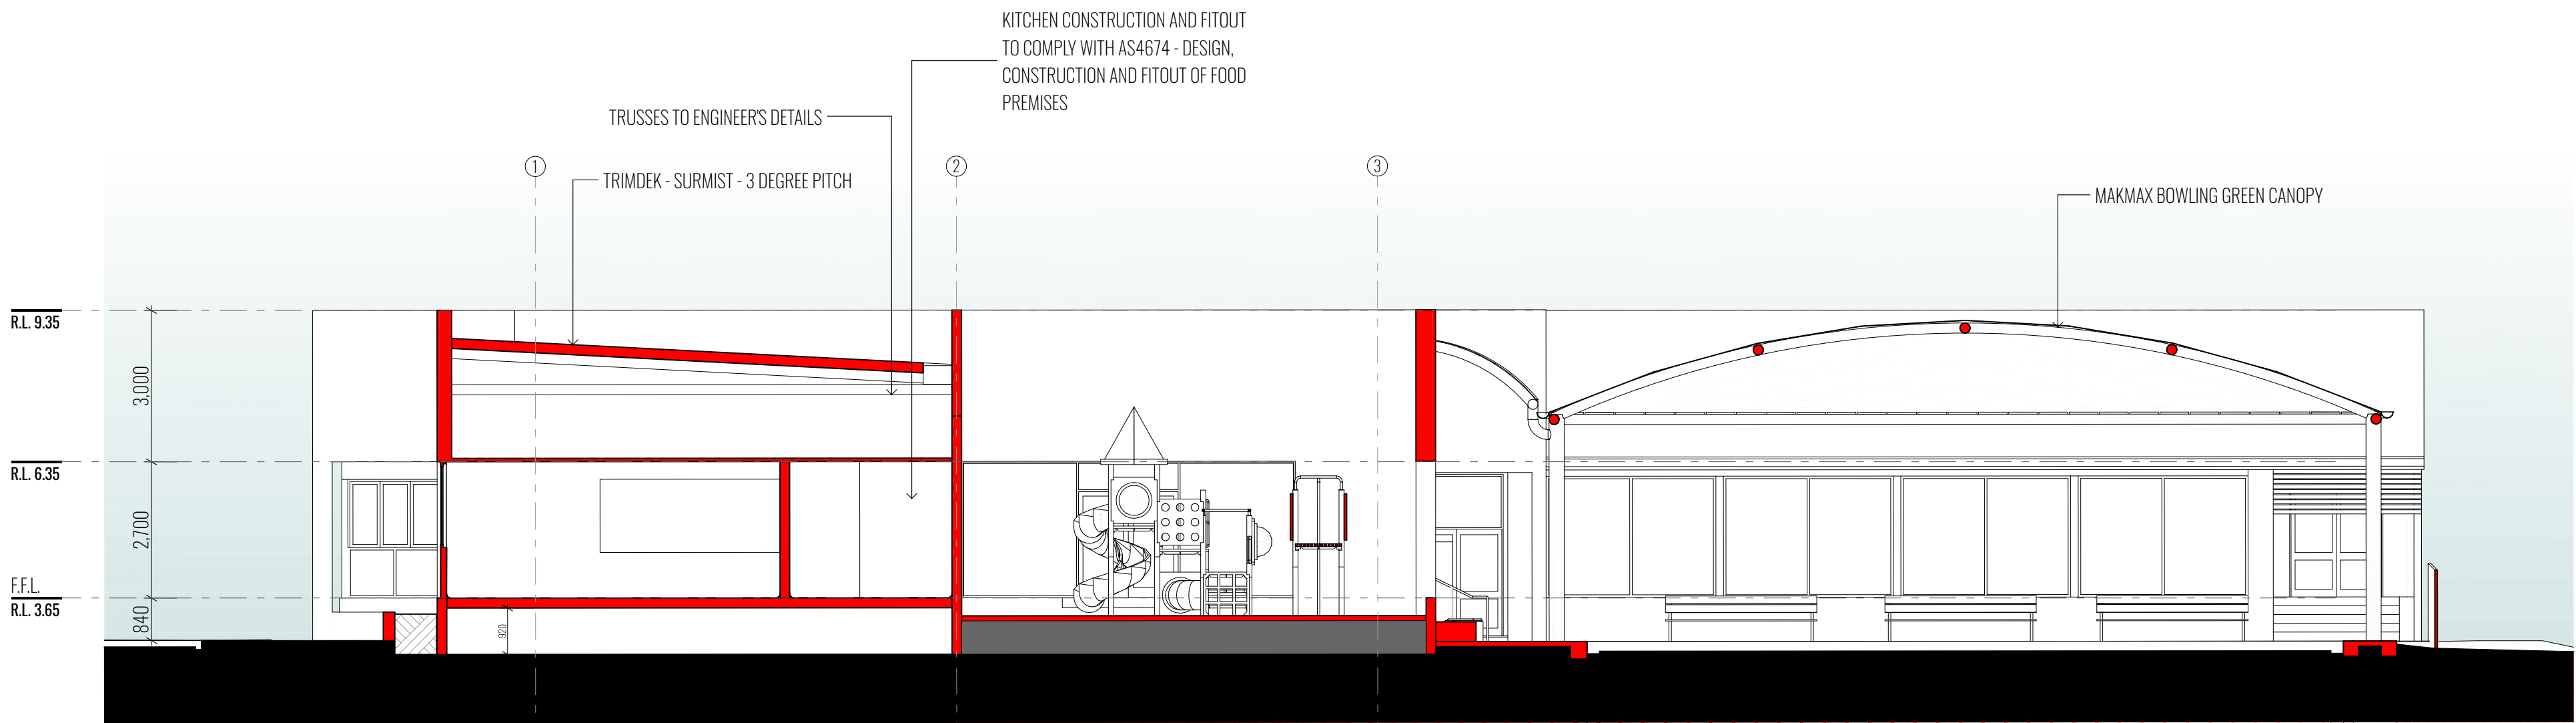 KITCHEN CONSTRUCTION AND FITOUT
TO COMPLY WITH AS4674 - DESIGN,
CONSTRUCTION AND FITOUT OF FOOD
PREMISES
TRUSSES TO ENGINEER'S DETAILS
1
2
3
TRIMDEK - SURMIST - 3 DEGREE PITCH
MAKMAX BOWLING GREEN CANOPY
R.L. 9.35
3,000
R.L. 6.35
2,700
F.F.L.
R.L. 3.65
840
920